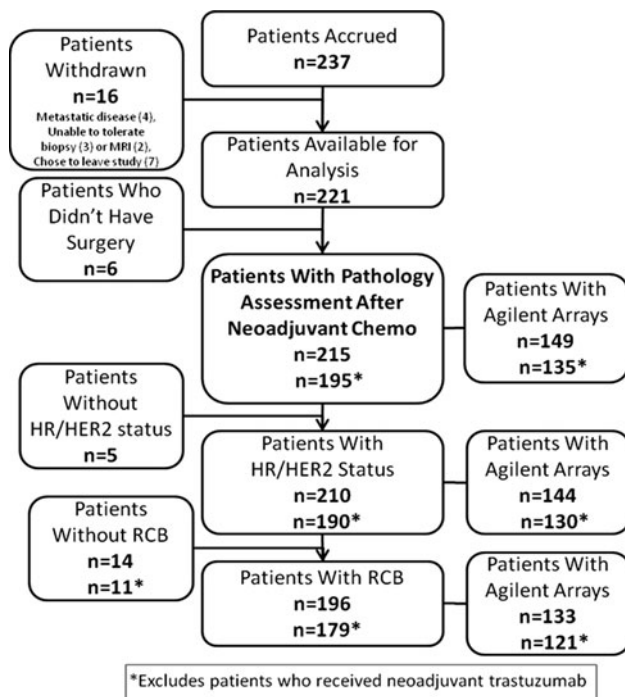 Patients Accrued
n=237
Patients
Withdrawn
n=16
Metastatic disease (4),
Unable to tolerate
biopsy (3) or MRI (2),
Chose to leave study (7)
Patients Available for
Analysis
n=221
Patients Who
Didn't Have
Surgery
n=6
Patients With Pathology
Assessment After
Neoadjuvant Chemo
n=215
n=195*
Patients With
Agilent Arrays
n=149
n=135*
Patients
Without
HR/HER2 status
n=5
Patients With
HR/HER2 Status
n=210
n=190*
Patients With
Agilent Arrays
n=144
n=130*
Patients
Without RCB
n=14
n=11*
Patients With RCB
n=196
n=179*
Patients With
Agilent Arrays
n=133
n=121*
*Excludes patients who received neoadjuvant trastuzumab